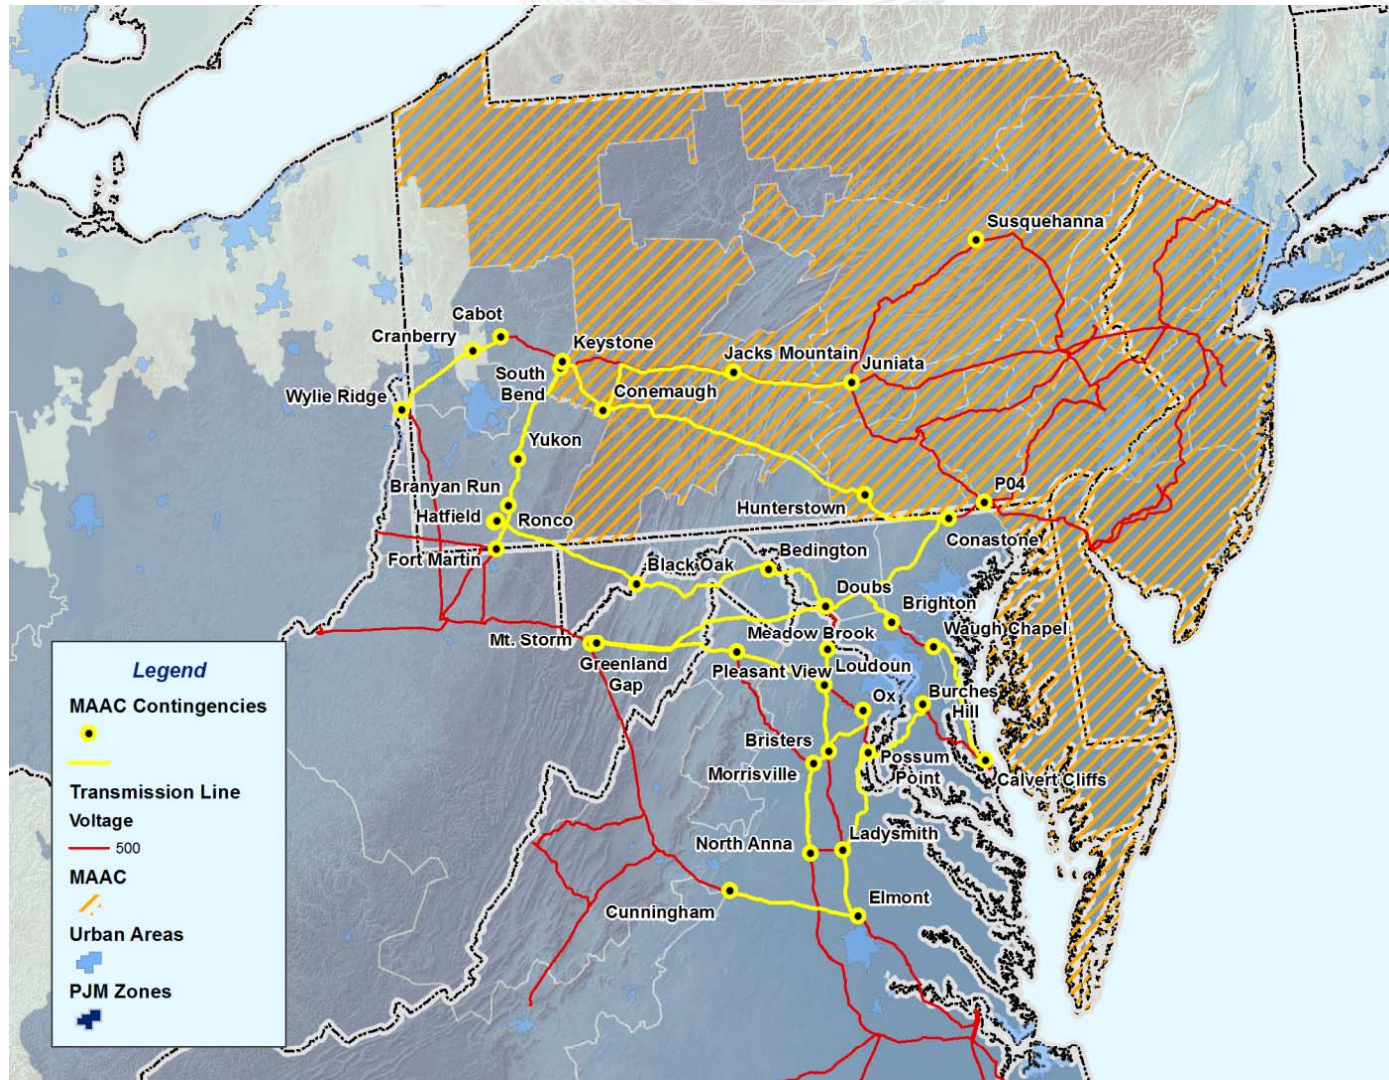 Susquehanna
Cabot
Cranberry
Keystone
Jacks Mountain
Juniata
South
Bend
Wylie Ridge
Conemaugh
Yukon
Branyan Run
P04
Hatfield
Ronco
Hunterstown
Conastone
Fort Martin
Black Oak
Bedington
Doubs
Brighton
Mt. Storm
Meadow Brook
Waugh Chapel
Greenland
Gap
Pleasant View
Loudoun
Ox
Burches
Hill
Bristers
Possum
Point
Morrisville
Calvert Cliffs
North Anna
Ladysmith
Cunningham
Elmont
Legend
MAAC Contingencies
Transmission Line
Voltage
500
MAAC
Urban Areas
PJM Zones